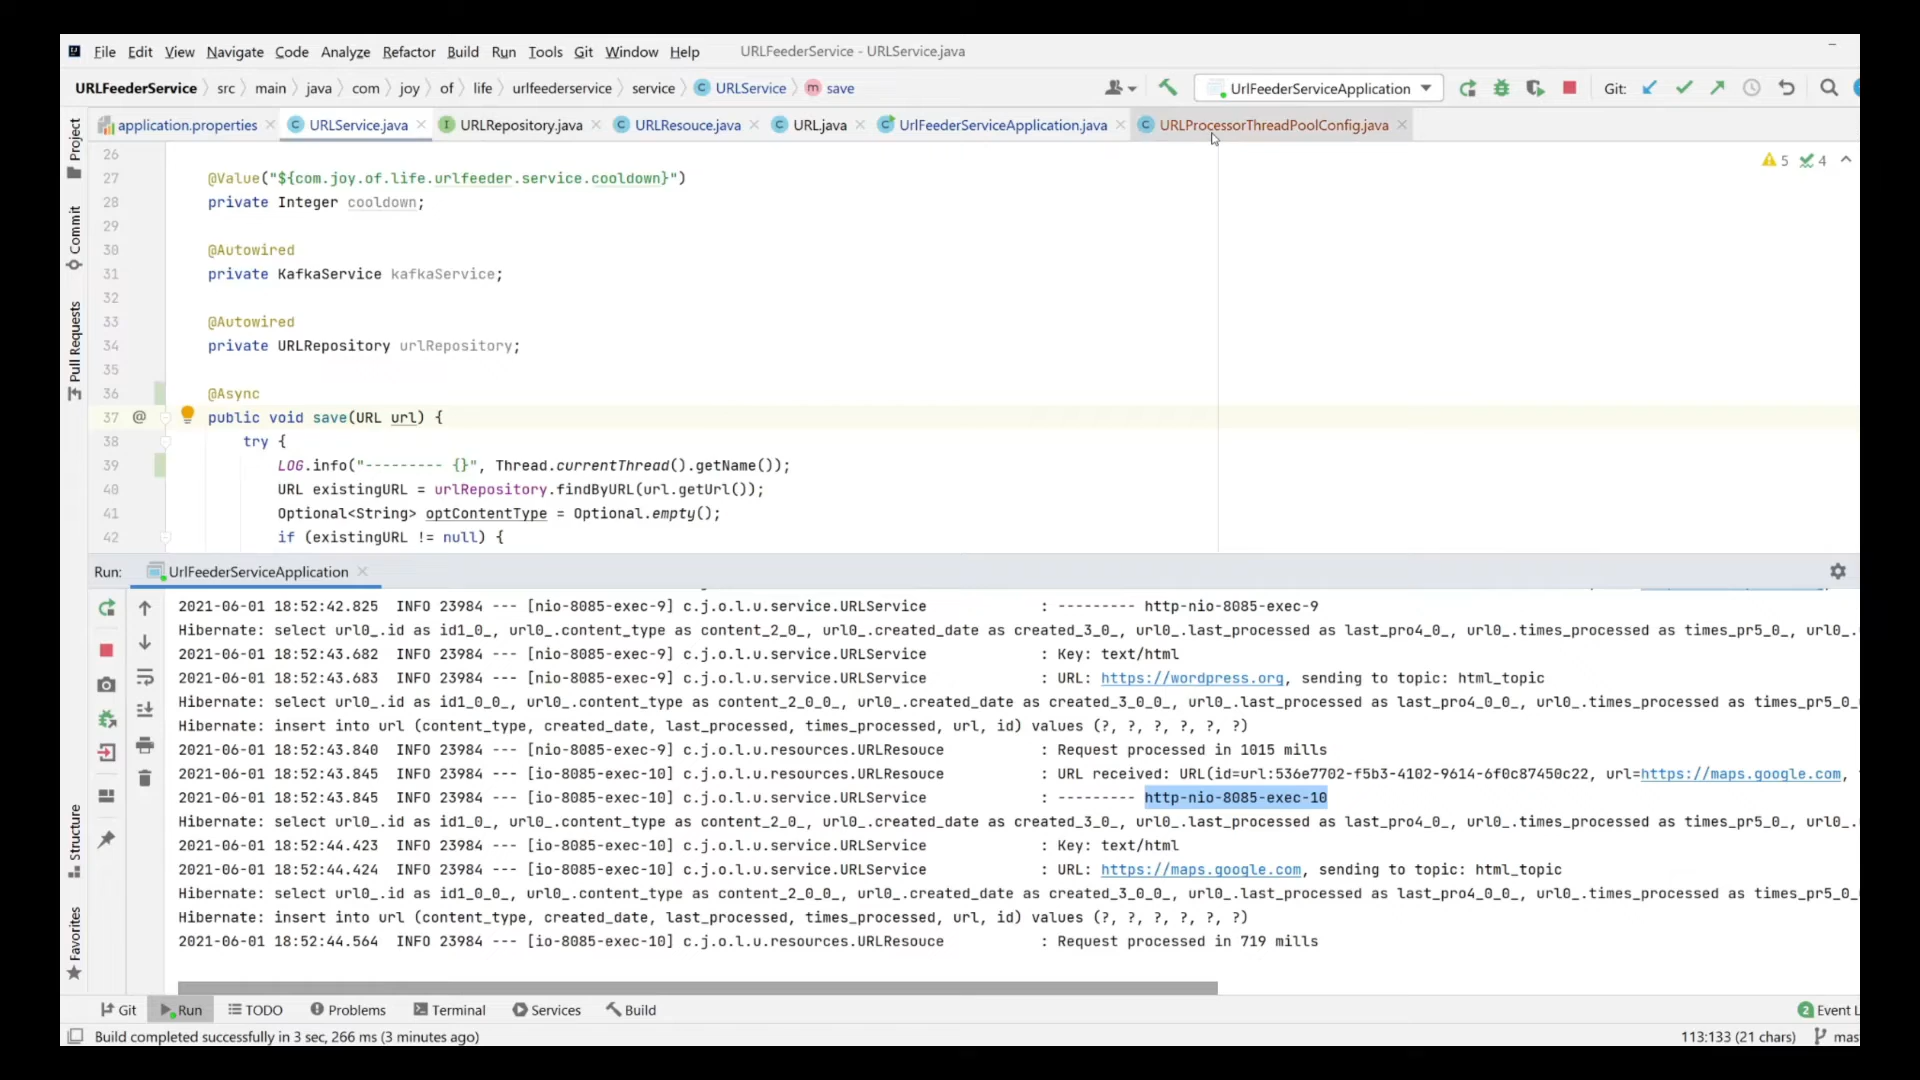 File Edit View Navigate Code Analyze Refactor Build Run Tools Git Window Help URLFeederService - URLService.java
URLFeederService src main java com joy of life urlfeederservice service URLService save UrlFeederServiceApplication Git:
application.properties URLService.java URLRepository.java URLResouce.java URL.java UrlFeederServiceApplication.java URLProcessorThreadPoolConfig.java
Project
Commit
Pull Requests
Structure
Favorites
5 4
26
27 @Value("${com.joy.of.life.urlfeeder.service.cooldown}")
28 private Integer cooldown;
29
30 @Autowired
31 private KafkaService kafkaService;
32
33 @Autowired
34 private URLRepository urlRepository;
35
36 @Async
37 @ public void save(URL url) {
38 try {
39 LOG.info("--------- {}", Thread.currentThread().getName());
40 URL existingURL = urlRepository.findByURL(url.getUrl());
41 Optional<String> optContentType = Optional.empty();
42 if (existingURL != null) {
Run: UrlFeederServiceApplication
2021-06-01 18:52:42.825 INFO 23984 --- [nio-8085-exec-9] c.j.o.l.u.service.URLService : --------- http-nio-8085-exec-9
Hibernate: select url0_.id as id1_0_, url0_.content_type as content_2_0_, url0_.created_date as created_3_0_, url0_.last_processed as last_pro4_0_, url0_.times_processed as times_pr5_0_, url0_.
2021-06-01 18:52:43.682 INFO 23984 --- [nio-8085-exec-9] c.j.o.l.u.service.URLService : Key: text/html
2021-06-01 18:52:43.683 INFO 23984 --- [nio-8085-exec-9] c.j.o.l.u.service.URLService : URL: https://wordpress.org, sending to topic: html_topic
Hibernate: select url0_.id as id1_0_0_, url0_.content_type as content_2_0_0_, url0_.created_date as created_3_0_0_, url0_.last_processed as last_pro4_0_0_, url0_.times_processed as times_pr5_0_0
Hibernate: insert into url (content_type, created_date, last_processed, times_processed, url, id) values (?, ?, ?, ?, ?, ?)
2021-06-01 18:52:43.840 INFO 23984 --- [nio-8085-exec-9] c.j.o.l.u.resources.URLResouce : Request processed in 1015 mills
2021-06-01 18:52:43.845 INFO 23984 --- [io-8085-exec-10] c.j.o.l.u.resources.URLResouce : URL received: URL(id=url:536e7702-f5b3-4102-9614-6f0c87450c22, url=https://maps.google.com,
2021-06-01 18:52:43.845 INFO 23984 --- [io-8085-exec-10] c.j.o.l.u.service.URLService : --------- http-nio-8085-exec-10
Hibernate: select url0_.id as id1_0_, url0_.content_type as content_2_0_, url0_.created_date as created_3_0_, url0_.last_processed as last_pro4_0_, url0_.times_processed as times_pr5_0_, url0_.
2021-06-01 18:52:44.423 INFO 23984 --- [io-8085-exec-10] c.j.o.l.u.service.URLService : Key: text/html
2021-06-01 18:52:44.424 INFO 23984 --- [io-8085-exec-10] c.j.o.l.u.service.URLService : URL: https://maps.google.com, sending to topic: html_topic
Hibernate: select url0_.id as id1_0_0_, url0_.content_type as content_2_0_0_, url0_.created_date as created_3_0_0_, url0_.last_processed as last_pro4_0_0_, url0_.times_processed as times_pr5_0_0
Hibernate: insert into url (content_type, created_date, last_processed, times_processed, url, id) values (?, ?, ?, ?, ?, ?)
2021-06-01 18:52:44.564 INFO 23984 --- [io-8085-exec-10] c.j.o.l.u.resources.URLResouce : Request processed in 719 mills
Git Run TODO Problems Terminal Services Build 2 Event L
Build completed successfully in 3 sec, 266 ms (3 minutes ago) 113:133 (21 chars) mas